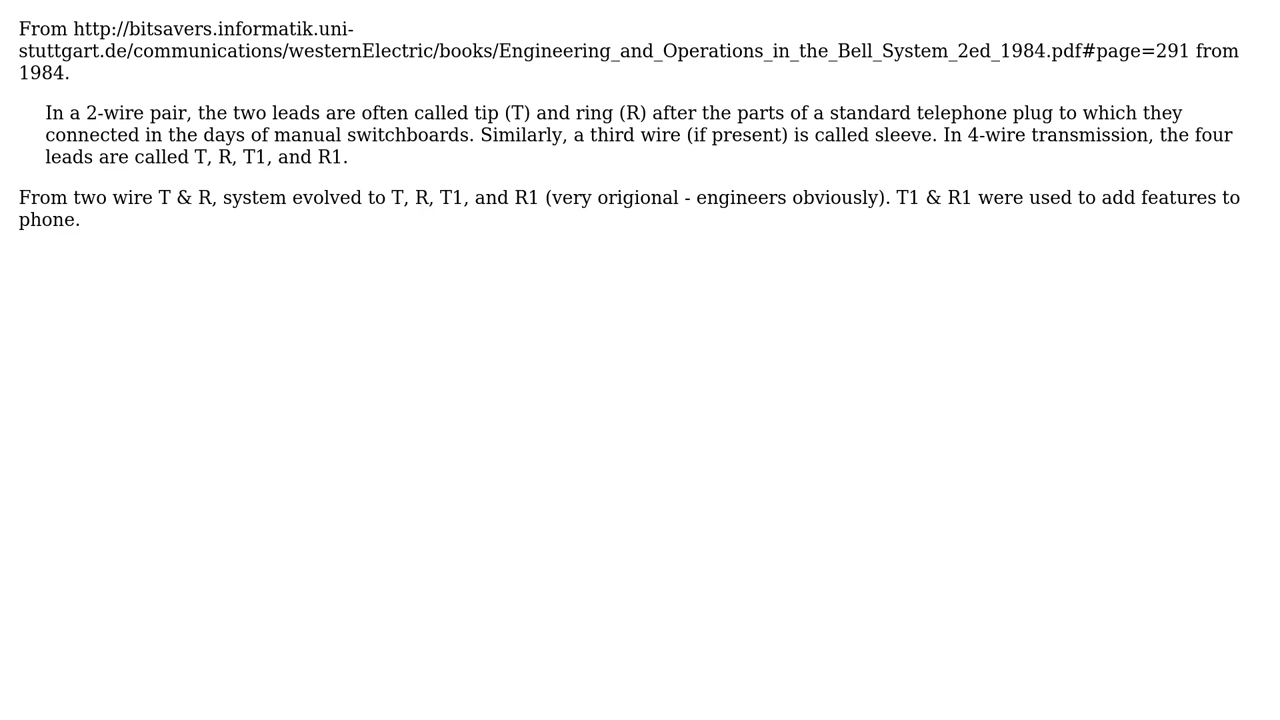 From http://bitsavers.informatik.uni-
stuttgart.de/communications/westernElectric/books/Engineering_and_Operations_in_the_Bell_System_2ed_1984.pdf#page=291 from
1984.
In a 2-wire pair, the two leads are often called tip (T) and ring (R) after the parts of a standard telephone plug to which they
connected in the days of manual switchboards. Similarly, a third wire (if present) is called sleeve. In 4-wire transmission, the four
leads are called T, R, T1, and R1.
From two wire T & R, system evolved to T, R, T1, and R1 (very origional - engineers obviously). T1 & R1 were used to add features to
phone.